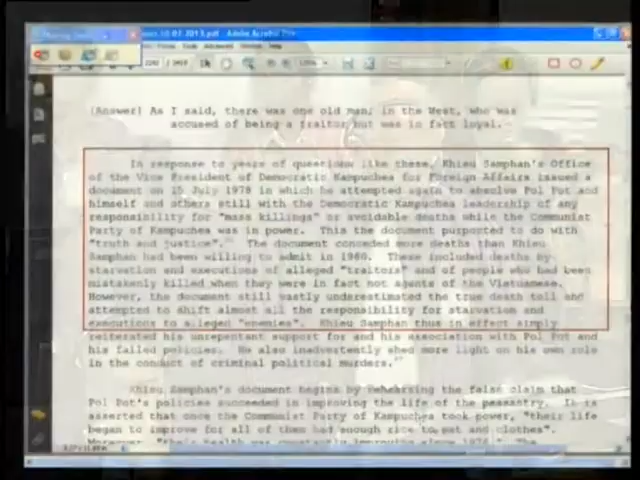 (Answer) As I said, there was one old man, in the West, who was
accused of being a traitor but was in fact loyal.
In response to years of questions like these, Khieu Samphan's Office
of the Vice President of Democratic Kampuchea for Foreign Affairs issued a
document on 15 July 1978 in which he attempted again to absolve Pol Pot and
himself and others still with the Democratic Kampuchea leadership of any
responsibility for "mass killings" or avoidable deaths while the Communist
Party of Kampuchea was in power. This the document purported to do with
"truth and justice". The document conceded more deaths than Khieu
Samphan had been willing to admit in 1980. These included deaths by
starvation and executions of alleged "traitors" and of people who had been
mistakenly killed when they were in fact not agents of the Vietnamese.
However, the document still vastly underestimated the true death toll and
attempted to shift almost all the responsibility for starvation and
executions to alleged "enemies". Khieu Samphan thus in effect simply
reiterated his unrepentant support for and his association with Pol Pot and
his failed policies. He also inadvertently shed more light on his own role
in the conduct of criminal political murders.
Khieu Samphan's document begins by rehearsing the false claim that
Pol Pot's policies succeeded in improving the life of the peasantry. It is
asserted that once the Communist Party of Kampuchea took power, "their life
began to improve for all of them had enough rice to eat and clothes".
Moreover, "their health was constantly improving since 1976." The